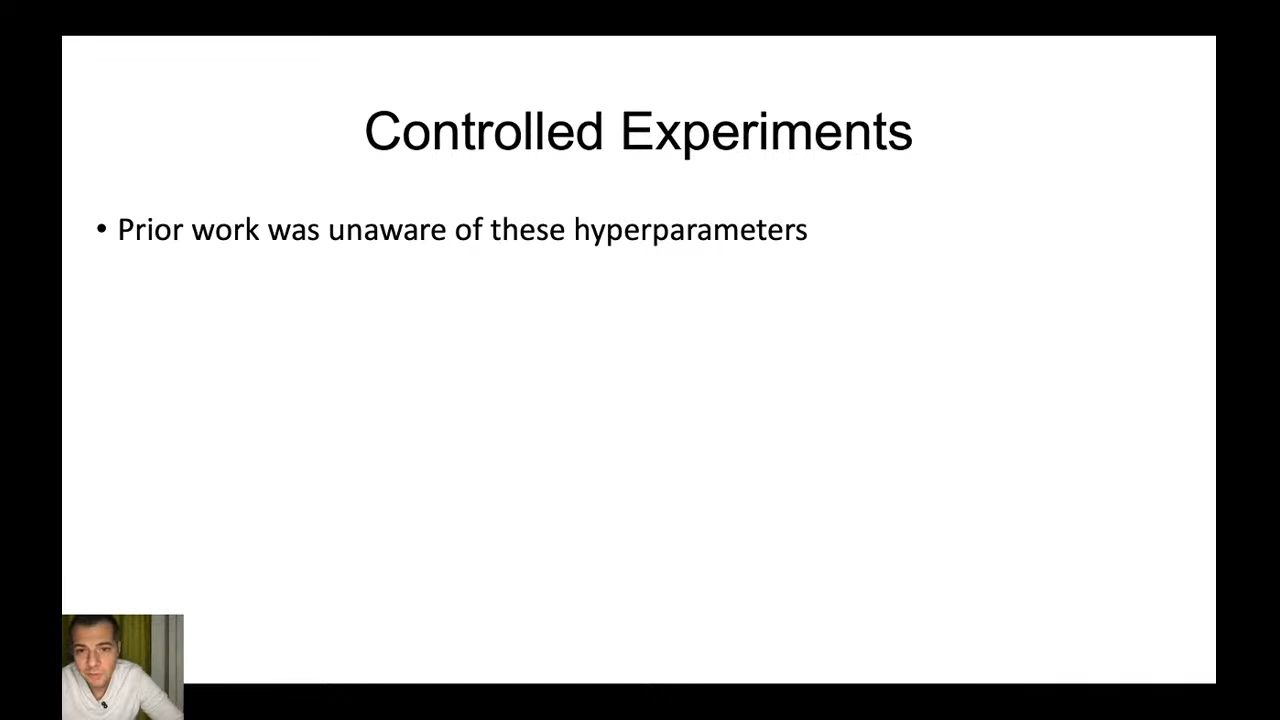 Controlled Experiments
• Prior work was unaware of these hyperparameters